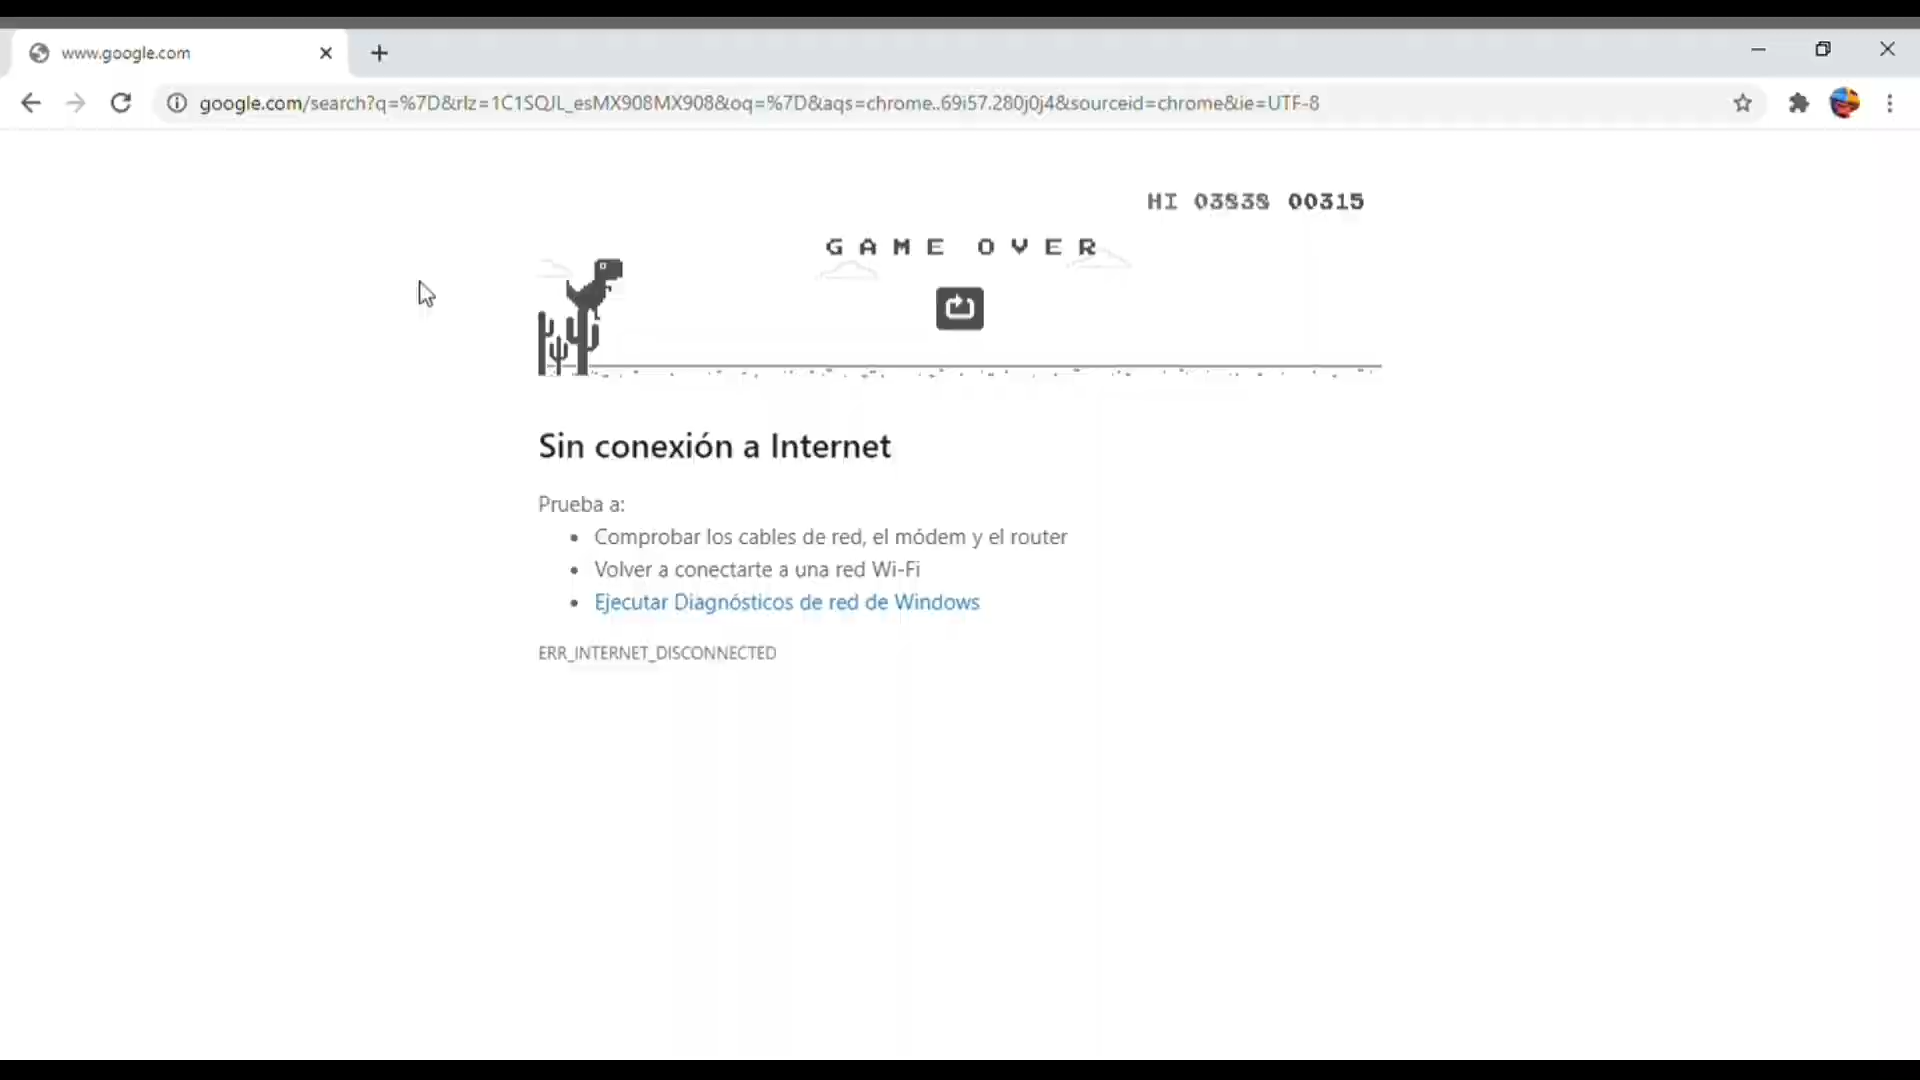 www.google.com
google.com/search?q=%7D&rlz=1C1SQJL_esMX908MX908&oq=%7D&aqs=chrome..69i57.280j0j4&sourceid=chrome&ie=UTF-8
HI 03838 00315
GAME OVER
Sin conexión a Internet
Prueba a:
Comprobar los cables de red, el módem y el router
Volver a conectarte a una red Wi-Fi
Ejecutar Diagnósticos de red de Windows
ERR_INTERNET_DISCONNECTED